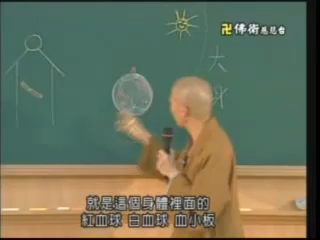 卍佛衛慈悲台
大
就是這個身體裡面的
紅血球 白血球 血小板